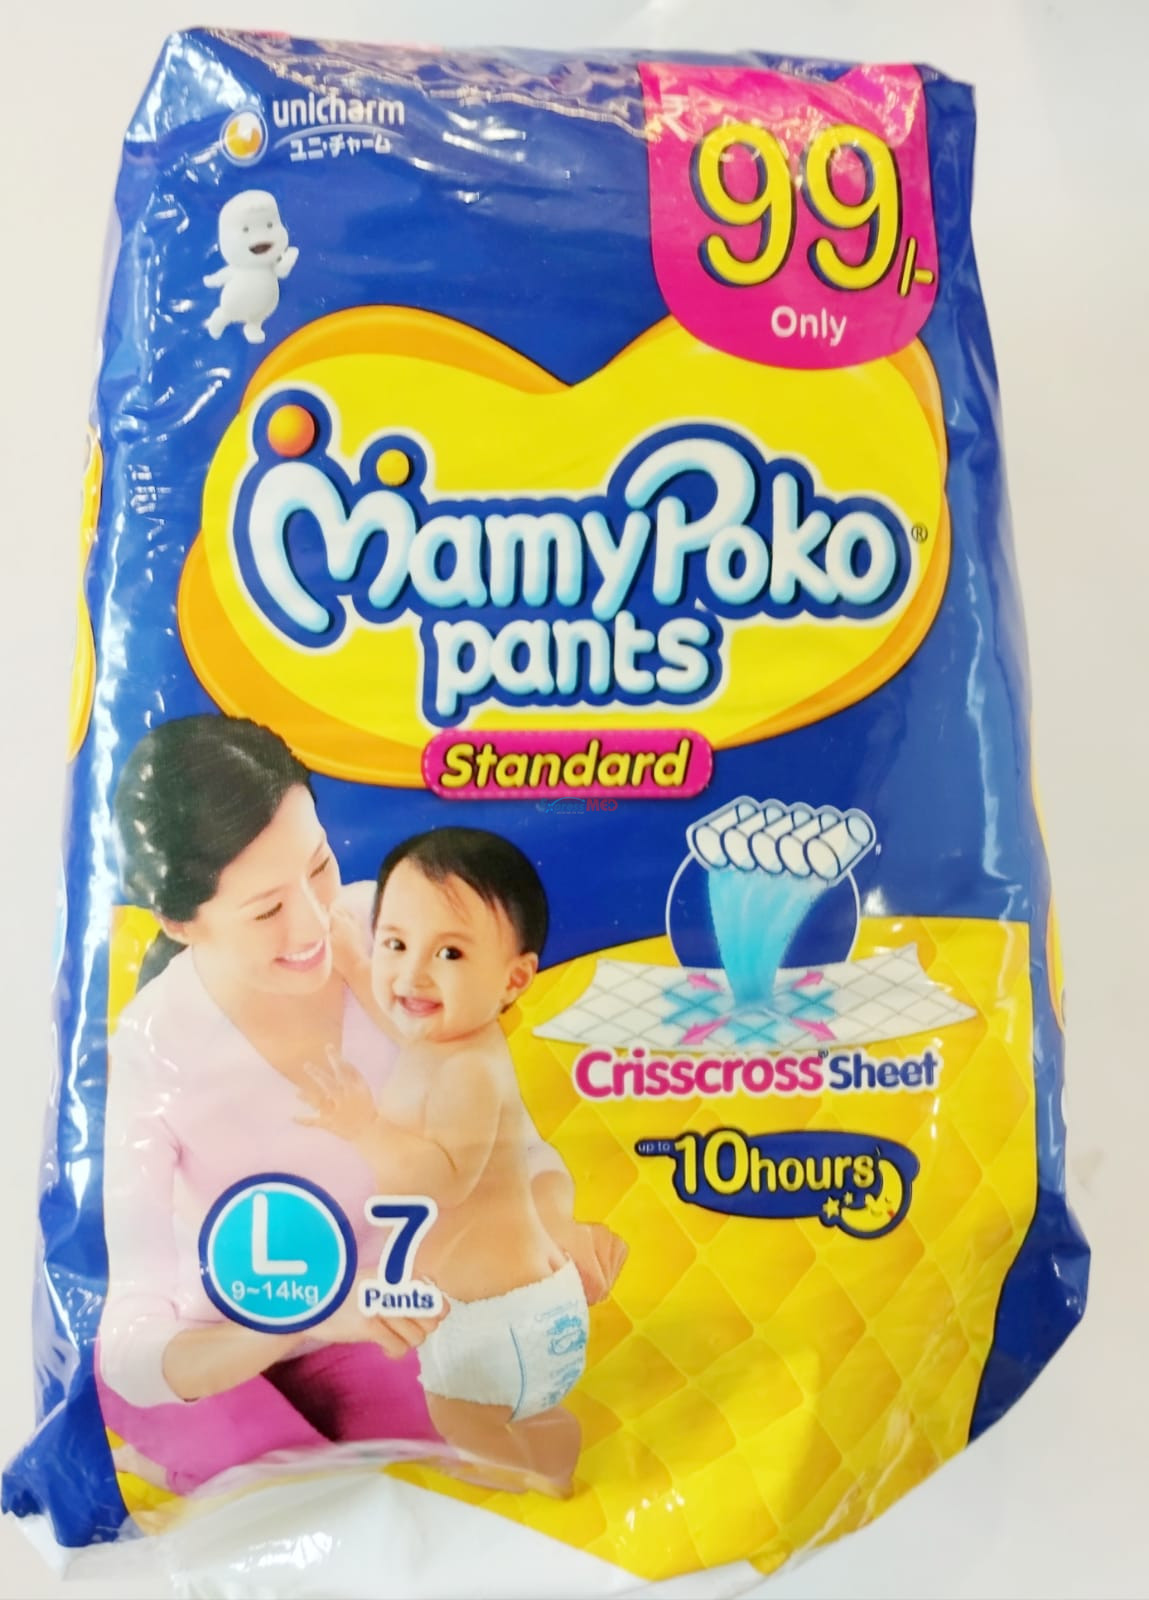 unicharm
ユニ・チャーム
₹
99/-
Only
MamyPoko®
pants
Standard
Crisscross Sheet
up to 10hours
L
9~14kg
7
Pants